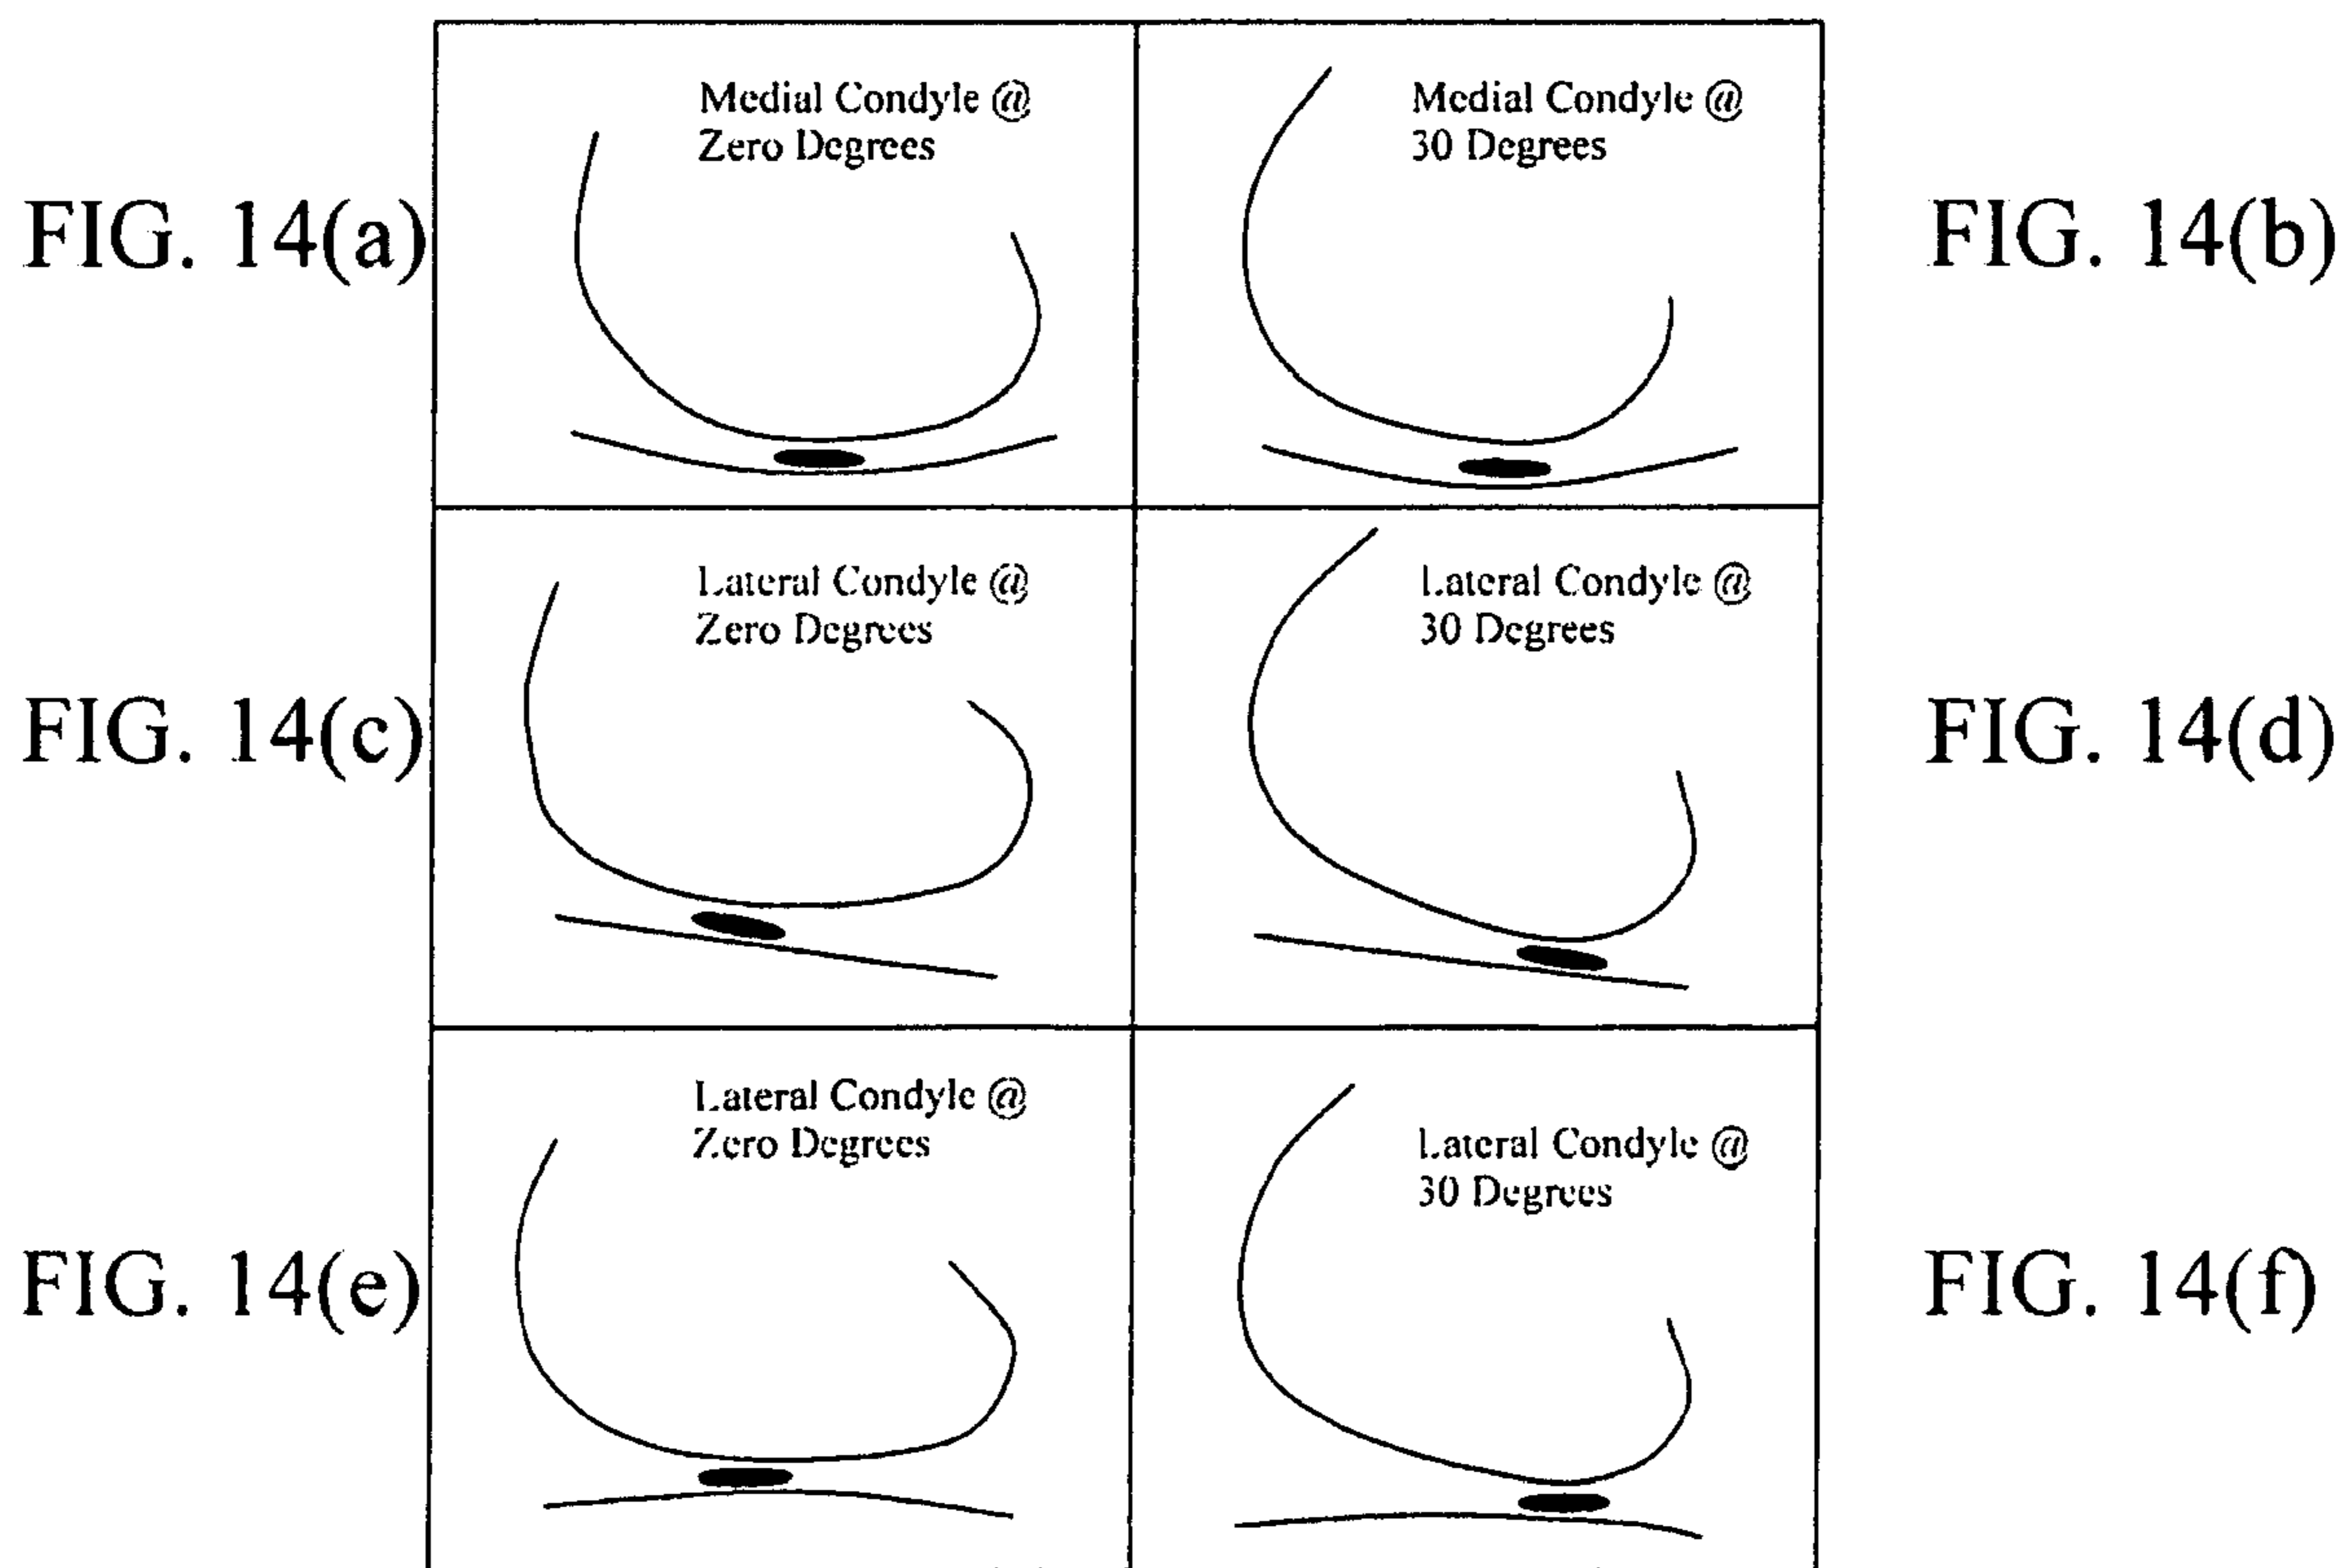 FIG. 14(a)
Medial Condyle @
Zero Degrees
Medial Condyle @
30 Degrees
FIG. 14(b)
FIG. 14(c)
Lateral Condyle @
Zero Degrees
Lateral Condyle @
30 Degrees
FIG. 14(d)
FIG. 14(e)
Lateral Condyle @
Zero Degrees
Lateral Condyle @
30 Degrees
FIG. 14(f)